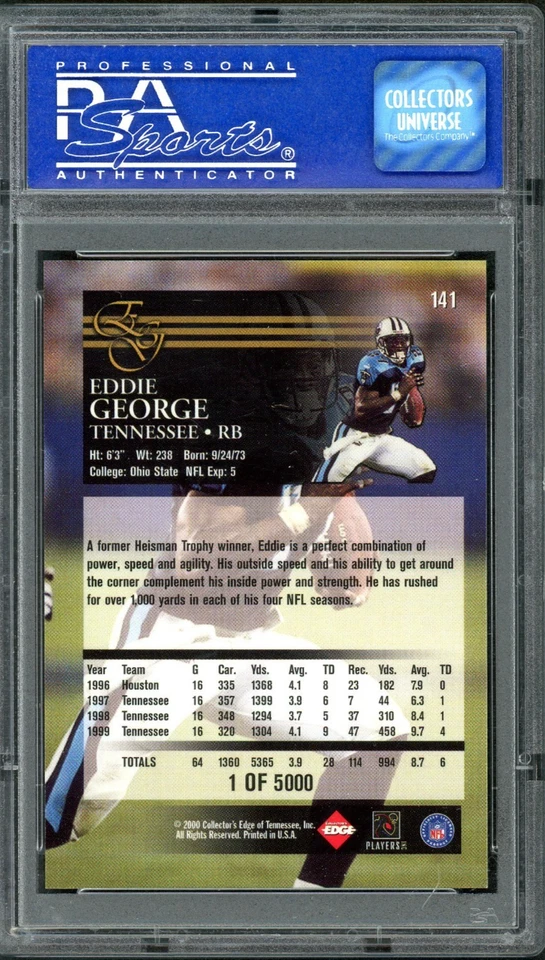 PROFESSIONAL
PSA
Sports®
AUTHENTICATOR
COLLECTORS
UNIVERSE
The Collectors Company™
141
EG
EDDIE
GEORGE
TENNESSEE • RB
Ht: 6'3" . Wt: 238 Born: 9/24/73
College: Ohio State NFL Exp: 5
A former Heisman Trophy winner, Eddie is a perfect combination of
power, speed and agility. His outside speed and his ability to get around
the corner complement his inside power and strength. He has rushed
for over 1,000 yards in each of his four NFL seasons.
Year Team G Car. Yds. Avg. TD Rec. Yds. Avg. TD
1996 Houston 16 335 1368 4.1 8 23 182 7.9 0
1997 Tennessee 16 357 1399 3.9 6 7 44 6.3 1
1998 Tennessee 16 348 1294 3.7 5 37 310 8.4 1
1999 Tennessee 16 320 1304 4.1 9 47 458 9.7 4
TOTALS 64 1360 5365 3.9 28 114 994 8.7 6
1 OF 5000
© 2000 Collector's Edge of Tennessee, Inc.
All Rights Reserved. Printed in U.S.A.
EDGE
PLAYERS INC
NFL